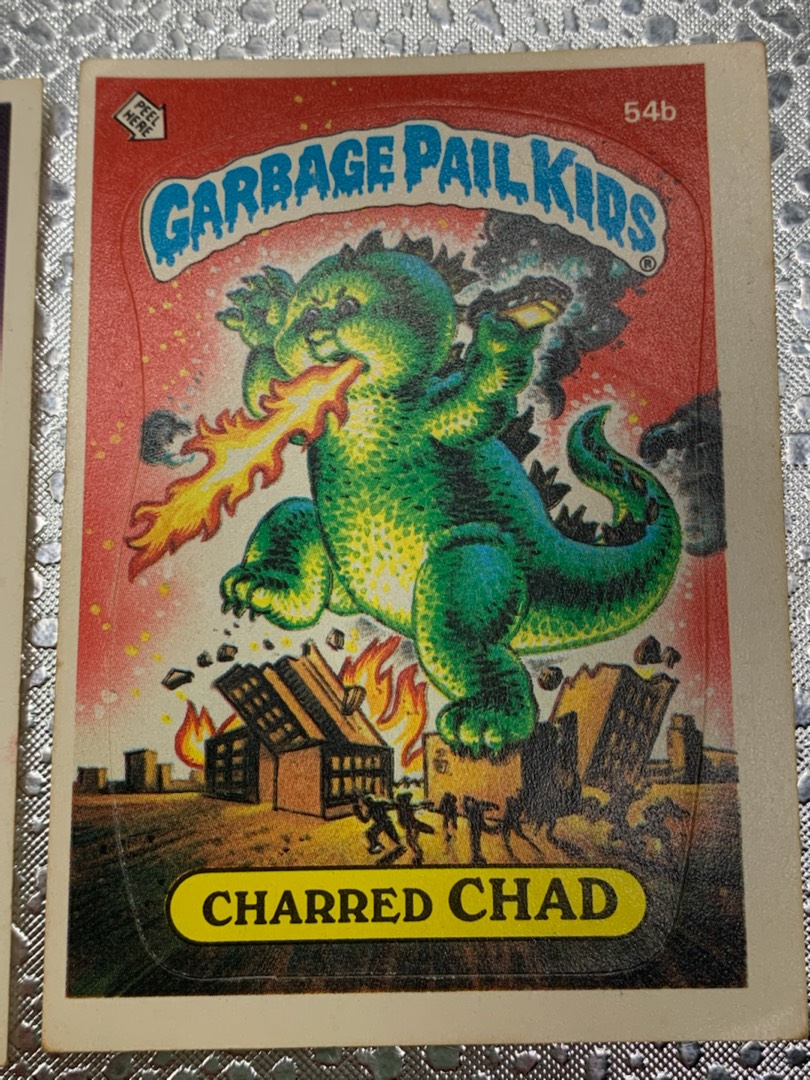 PEEL
HERE
54b
GARBAGE PAIL KIDS
®
CHARRED CHAD